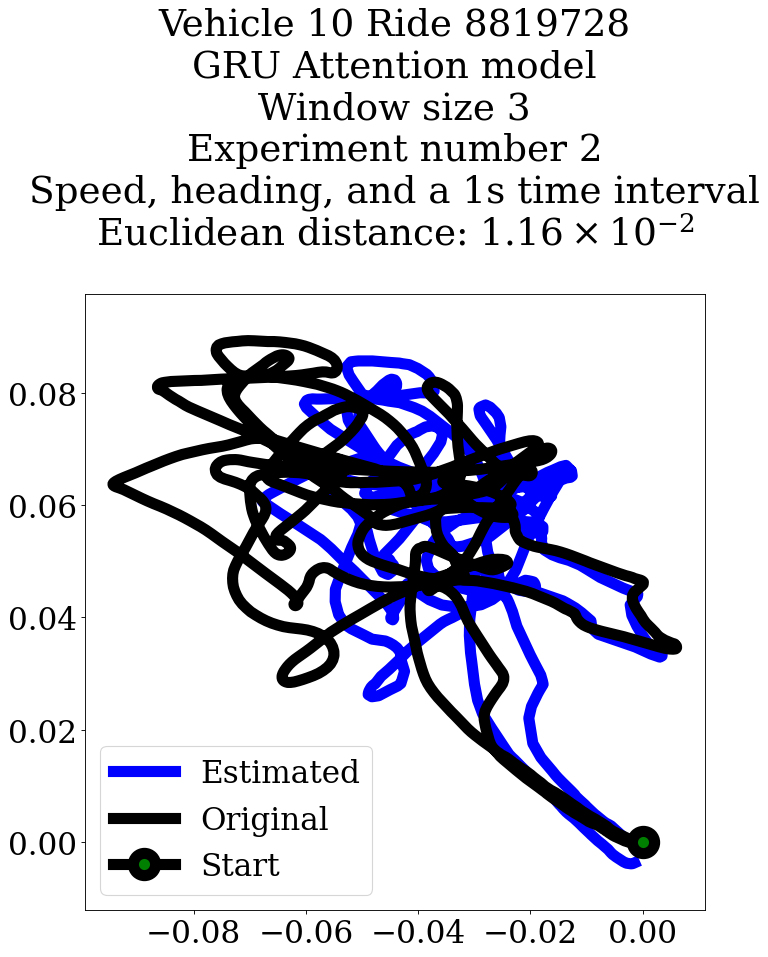 Vehicle 10 Ride 8819728
GRU Attention model
Window size 3
Experiment number 2
Speed, heading, and a 1s time interval
Euclidean distance: 1.16 × 10⁻²
0.08
0.06
0.04
0.02
0.00
Estimated
Original
Start
−0.08 −0.06 −0.04 −0.02 0.00